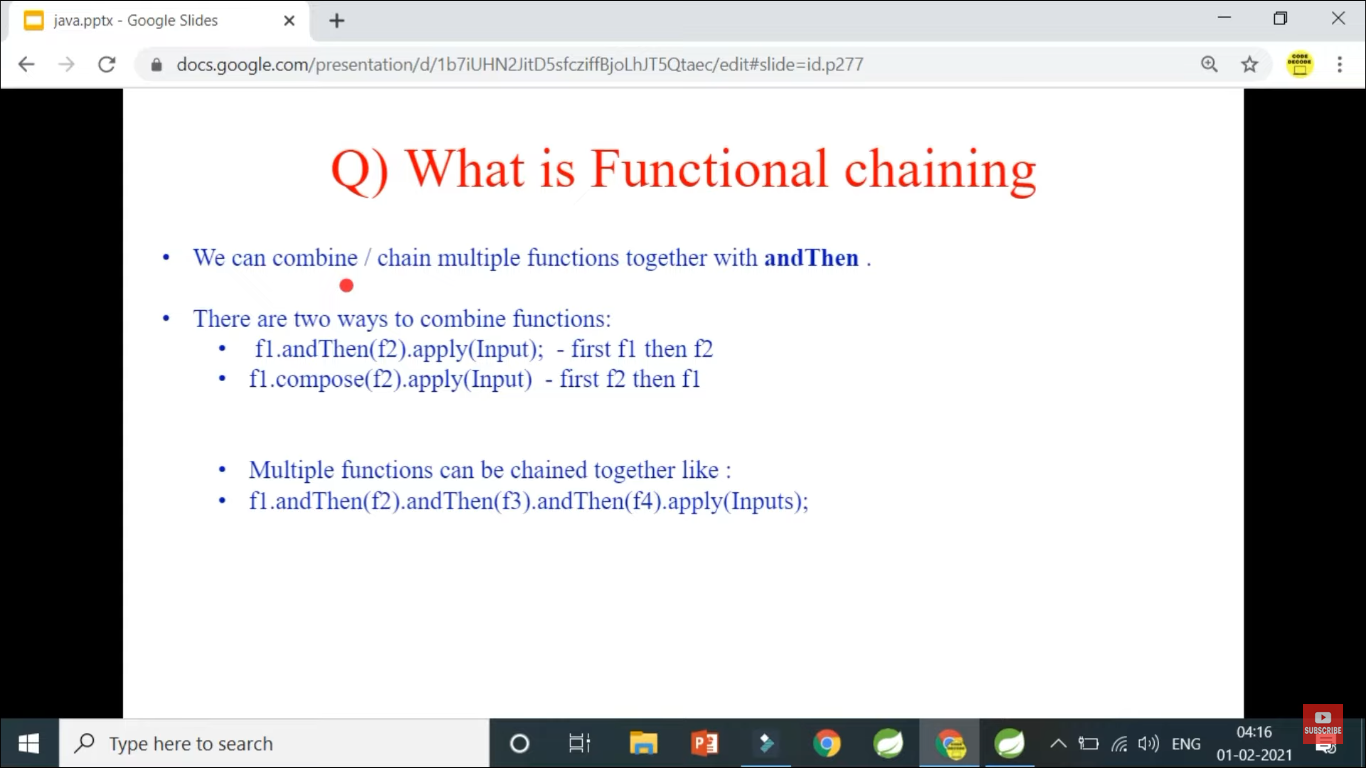 java.pptx - Google Slides
docs.google.com/presentation/d/1b7iUHN2JitD5sfcziffBjoLhJT5Qtaec/edit#slide=id.p277
CODE
DECODE
Q) What is Functional chaining
• We can combine / chain multiple functions together with andThen .
• There are two ways to combine functions:
• f1.andThen(f2).apply(Input); - first f1 then f2
• f1.compose(f2).apply(Input) - first f2 then f1
• Multiple functions can be chained together like :
• f1.andThen(f2).andThen(f3).andThen(f4).apply(Inputs);
Type here to search
ENG
04:16
01-02-2021
SUBSCRIBE